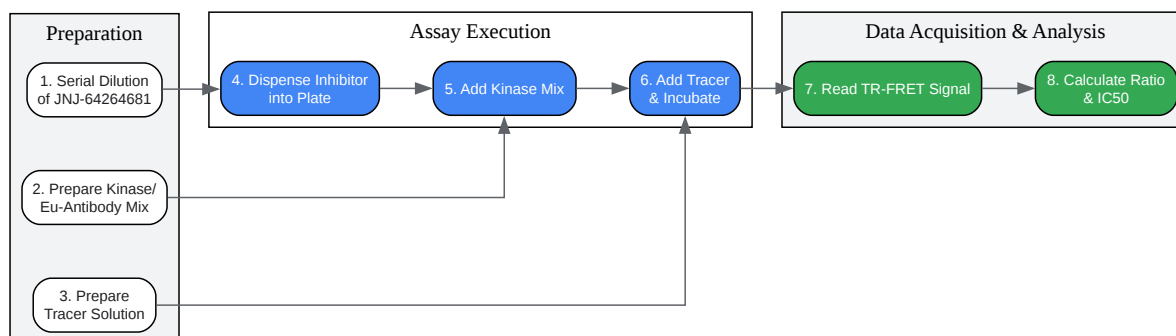 Preparation
1. Serial Dilution
of JNJ-64264681
2. Prepare Kinase/
Eu-Antibody Mix
3. Prepare
Tracer Solution
Assay Execution
4. Dispense Inhibitor
into Plate
5. Add Kinase Mix
6. Add Tracer
& Incubate
Data Acquisition & Analysis
7. Read TR-FRET Signal
8. Calculate Ratio
& IC50